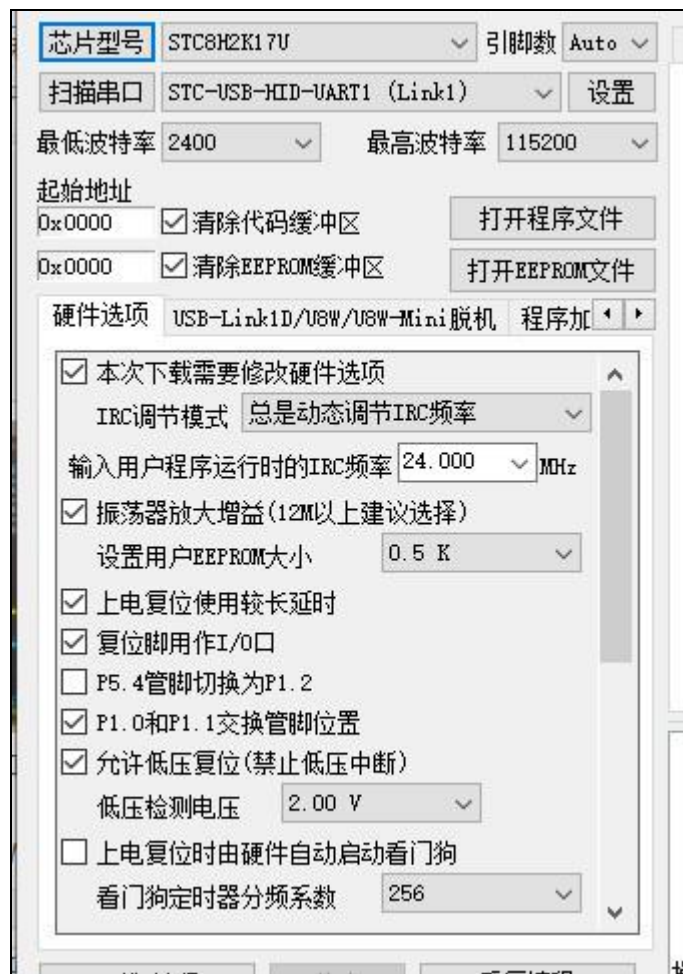 芯片型号 STC8H2K17U 引脚数 Auto
扫描串口 STC-USB-HID-UART1 (Link1) 设置
最低波特率 2400 最高波特率 115200
起始地址
0x0000 清除代码缓冲区 打开程序文件
0x0000 清除EEPROM缓冲区 打开EEPROM文件
硬件选项 USB-Link1D/U8W/U8W-Mini脱机 程序加
本次下载需要修改硬件选项
IRC调节模式 总是动态调节IRC频率
输入用户程序运行时的IRC频率 24.000 MHz
振荡器放大增益(12M以上建议选择)
设置用户EEPROM大小 0.5 K
上电复位使用较长延时
复位脚用作I/O口
P5.4管脚切换为P1.2
P1.0和P1.1交换管脚位置
允许低压复位(禁止低压中断)
低压检测电压 2.00 V
上电复位时由硬件自动启动看门狗
看门狗定时器分频系数 256